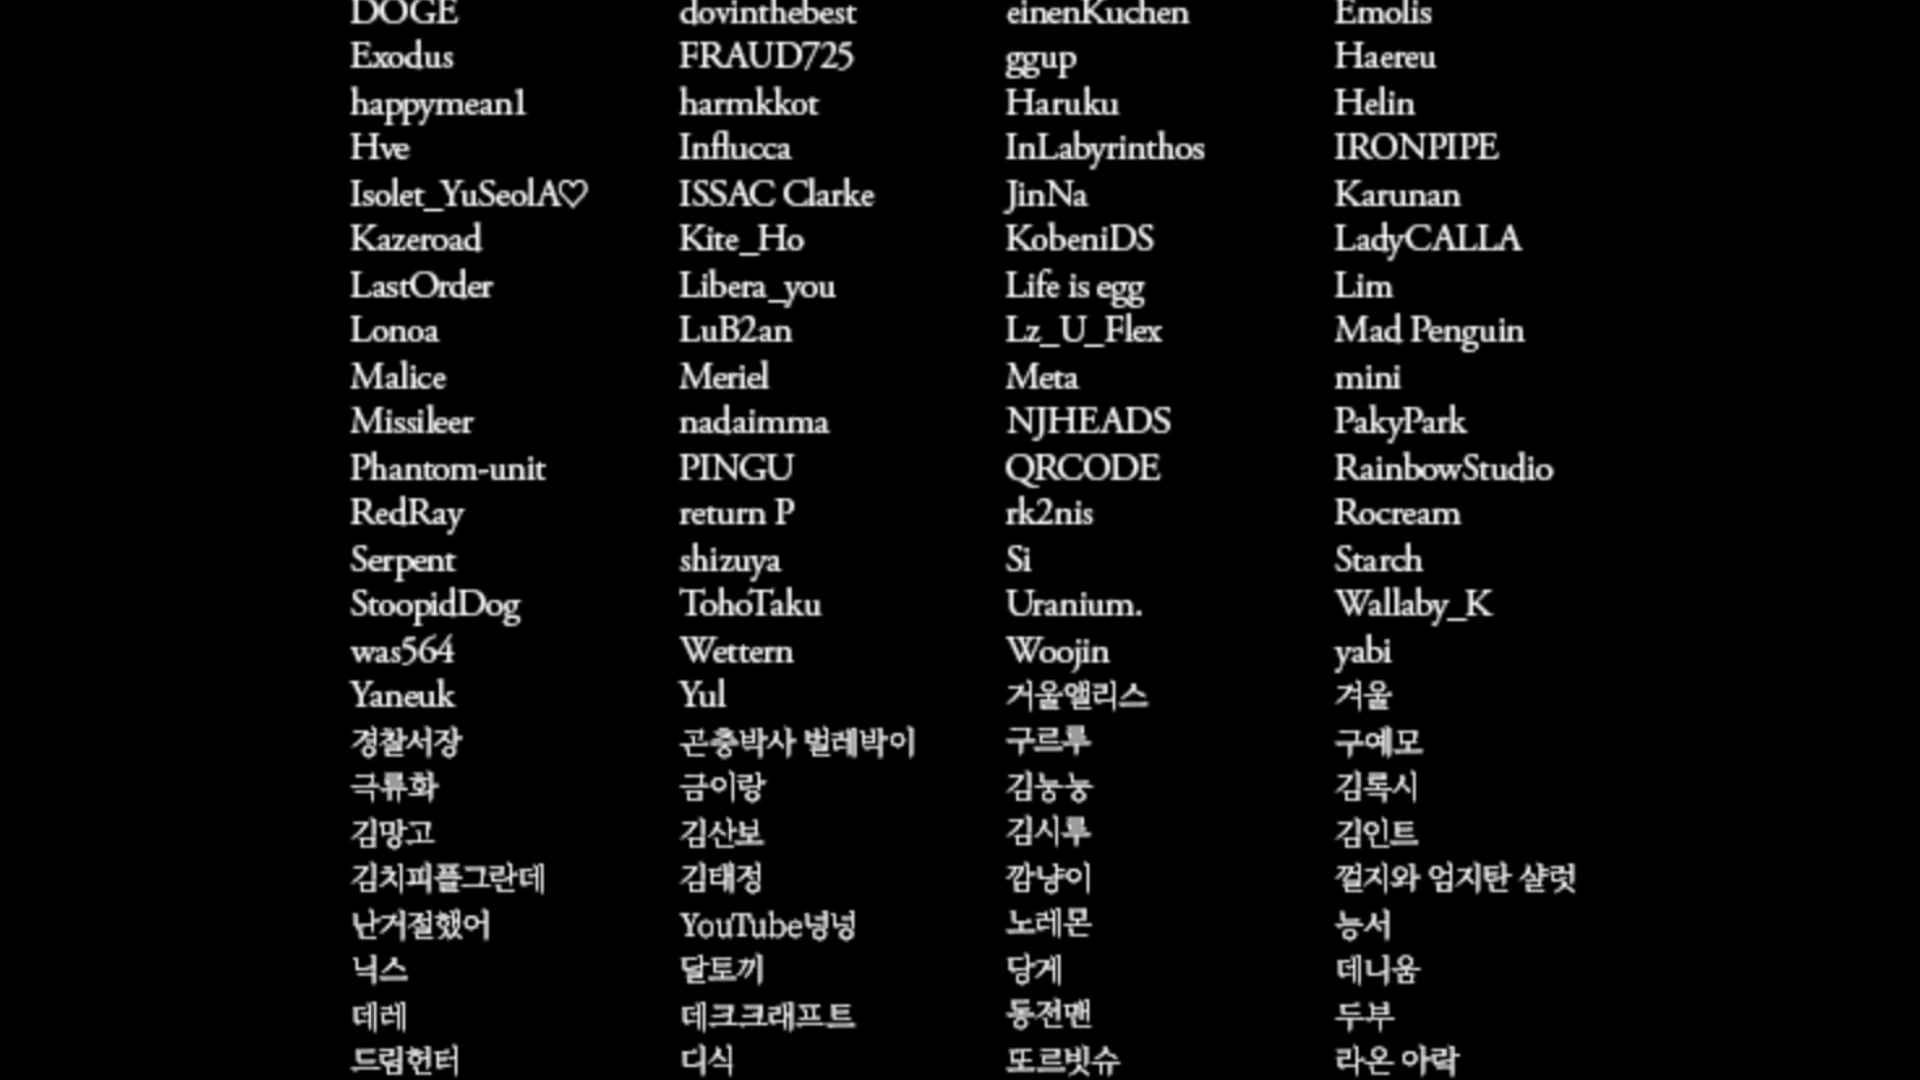 DOGE dovinthebest einenKuchen Emolis
Exodus FRAUD725 ggup Haereu
happymean1 harmkkot Haruku Helin
Hve Influcca InLabyrinthos IRONPIPE
Isolet_YuSeolA♡ ISSAC Clarke JinNa Karunan
Kazeroad Kite_Ho KobeniDS LadyCALLA
LastOrder Libera_you Life is egg Lim
Lonoa LuB2an Lz_U_Flex Mad Penguin
Malice Meriel Meta mini
Missileer nadaimma NJHEADS PakyPark
Phantom-unit PINGU QRCODE RainbowStudio
RedRay return P rk2nis Rocream
Serpent shizuya Si Starch
StoopidDog TohoTaku Uranium. Wallaby_K
was564 Wettern Woojin yabi
Yaneuk Yul 거울앨리스 겨울
경찰서장 곤충박사 벌레박이 구르루 구예모
극류화 금이랑 김눙눙 김록시
김망고 김산보 김시루 김인트
김치피플그란데 김태정 깜냥이 껄지와 엄지탄 샬럿
난거절했어 YouTube넝넝 노레몬 능서
닉스 달토끼 당게 데니움
데레 데크크래프트 동전맨 두부
드림헌터 디식 또르빗슈 라온 아락